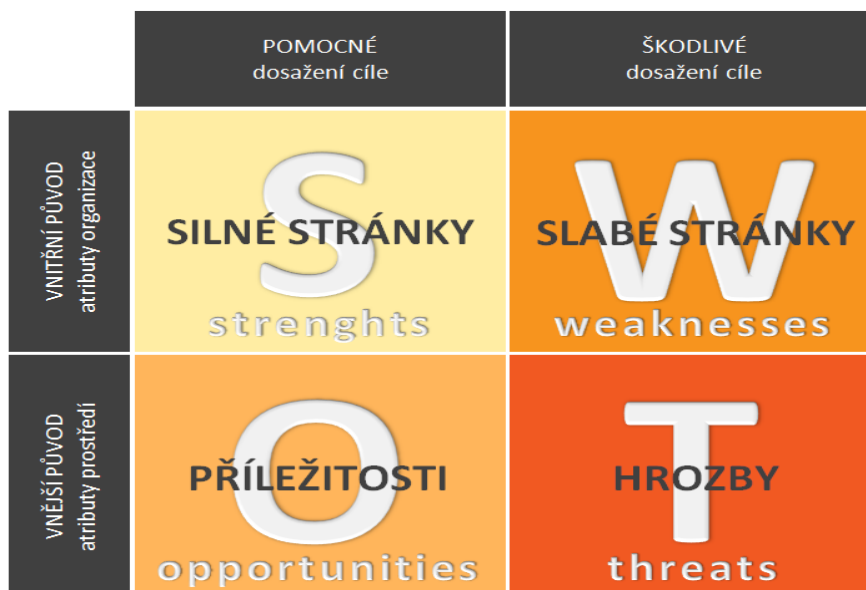 POMOCNÉ
dosažení cíle
ŠKODLIVÉ
dosažení cíle
VNITŘNÍ PŮVOD
atributy organizace
S
SILNÉ STRÁNKY
strenghts
W
SLABÉ STRÁNKY
weaknesses
VNĚJŠÍ PŮVOD
atributy prostředí
O
PŘÍLEŽITOSTI
opportunities
T
HROZBY
threats